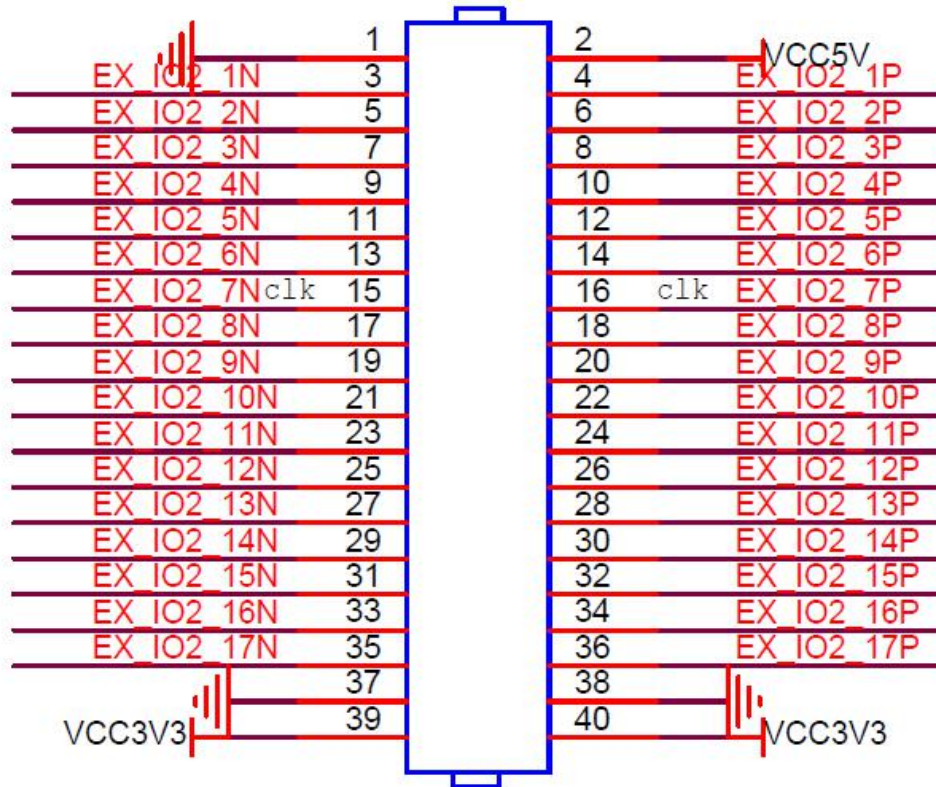 1 2 VCC5V
EX_IO2_1N 3 4 EX_IO2_1P
EX_IO2_2N 5 6 EX_IO2_2P
EX_IO2_3N 7 8 EX_IO2_3P
EX_IO2_4N 9 10 EX_IO2_4P
EX_IO2_5N 11 12 EX_IO2_5P
EX_IO2_6N 13 14 EX_IO2_6P
EX_IO2_7N clk 15 16 clk EX_IO2_7P
EX_IO2_8N 17 18 EX_IO2_8P
EX_IO2_9N 19 20 EX_IO2_9P
EX_IO2_10N 21 22 EX_IO2_10P
EX_IO2_11N 23 24 EX_IO2_11P
EX_IO2_12N 25 26 EX_IO2_12P
EX_IO2_13N 27 28 EX_IO2_13P
EX_IO2_14N 29 30 EX_IO2_14P
EX_IO2_15N 31 32 EX_IO2_15P
EX_IO2_16N 33 34 EX_IO2_16P
EX_IO2_17N 35 36 EX_IO2_17P
37 38
VCC3V3 39 40 VCC3V3